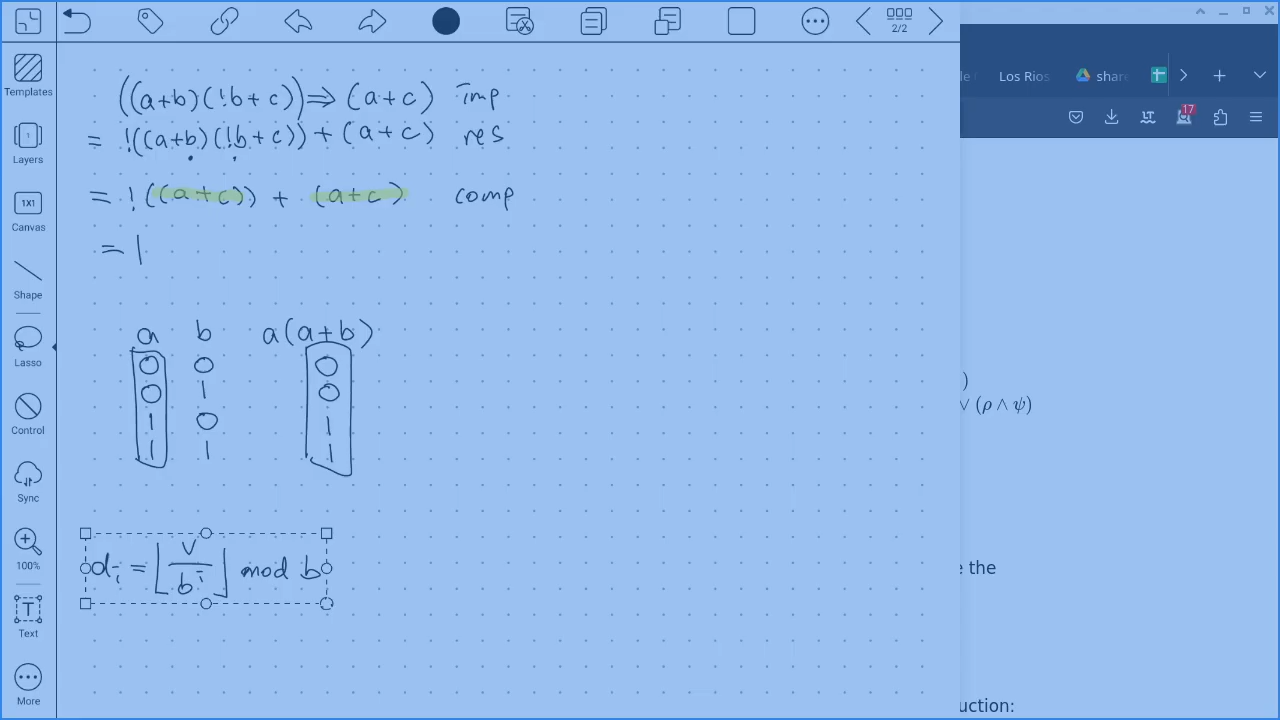 2/2
Los Rios share
17
Templates
Layers
1X1
Canvas
Shape
Lasso
Control
Sync
100%
Text
More
((a+b)(!b+c)) ⇒ (a+c) imp
= !((a+b)(!b+c)) + (a+c) res
= !((a+c)) + (a+c) comp
= 1
a b a(a+b)
0 0 0
0 1 0
1 0 1
1 1 1
dᵢ = ⌊v/bⁱ⌋ mod b
)
∨ (ρ ∧ ψ)
e the
uction: